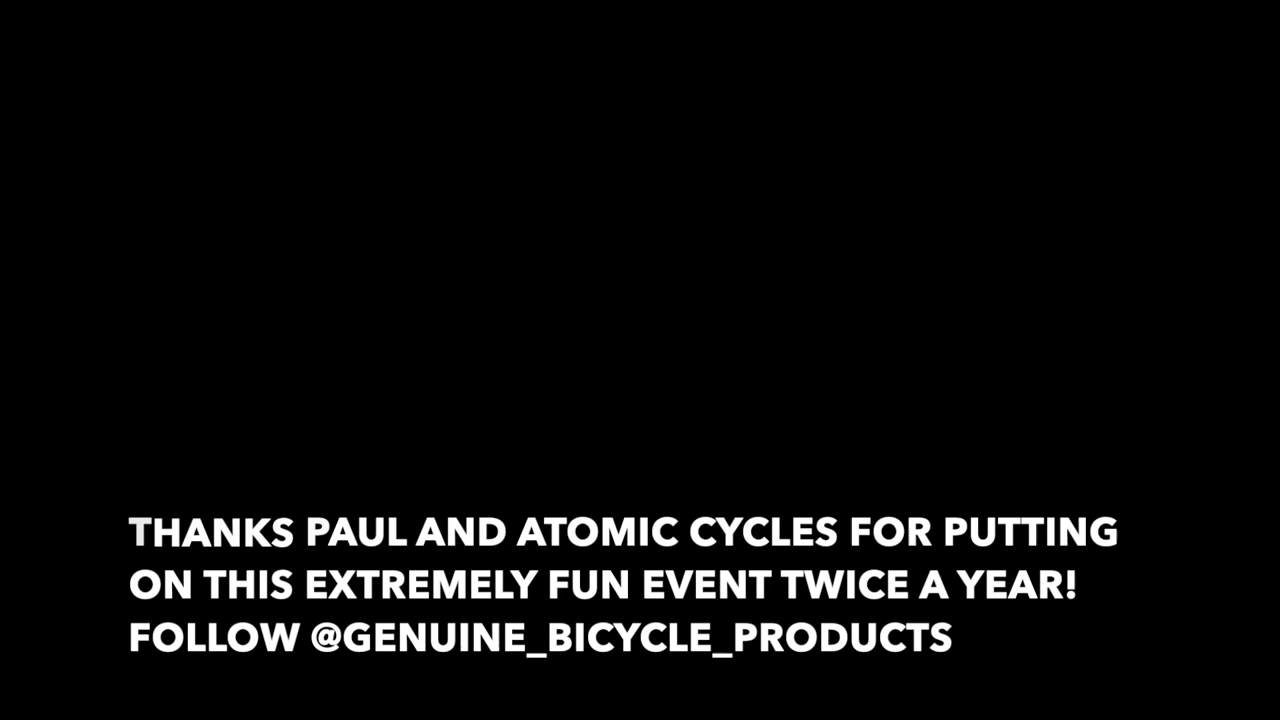 THANKS PAUL AND ATOMIC CYCLES FOR PUTTING
ON THIS EXTREMELY FUN EVENT TWICE A YEAR!
FOLLOW @GENUINE_BICYCLE_PRODUCTS